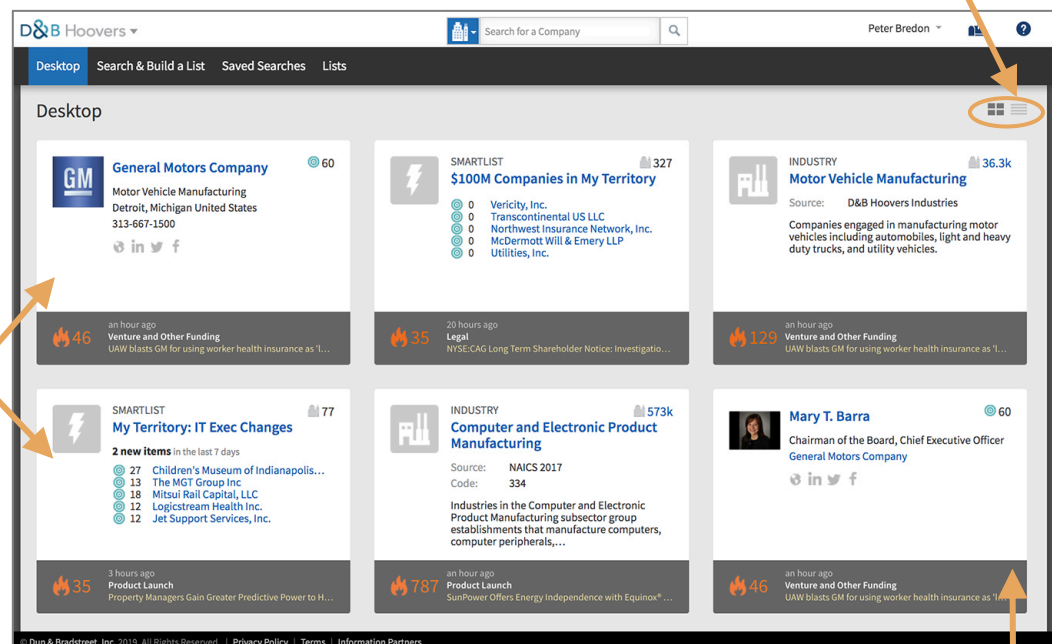 D&B Hoovers
Search for a Company
Peter Bredon
?
Desktop Search & Build a List Saved Searches Lists
Desktop
GM
General Motors Company
60
Motor Vehicle Manufacturing
Detroit, Michigan United States
313-667-1500
46
an hour ago
Venture and Other Funding
UAW blasts GM for using worker health insurance as 'l...
SMARTLIST
327
$100M Companies in My Territory
0 Vericity, Inc.
0 Transcontinental US LLC
0 Northwest Insurance Network, Inc.
0 McDermott Will & Emery LLP
0 Utilities, Inc.
35
20 hours ago
Legal
NYSE:CAG Long Term Shareholder Notice: Investigatio...
INDUSTRY
36.3k
Motor Vehicle Manufacturing
Source: D&B Hoovers Industries
Companies engaged in manufacturing motor
vehicles including automobiles, light and heavy
duty trucks, and utility vehicles.
129
an hour ago
Venture and Other Funding
UAW blasts GM for using worker health insurance as 'l...
SMARTLIST
77
My Territory: IT Exec Changes
2 new items in the last 7 days
27 Children's Museum of Indianapolis...
13 The MGT Group Inc
18 Mitsui Rail Capital, LLC
12 Logicstream Health Inc.
12 Jet Support Services, Inc.
35
3 hours ago
Product Launch
Property Managers Gain Greater Predictive Power to H...
INDUSTRY
573k
Computer and Electronic Product
Manufacturing
Source: NAICS 2017
Code: 334
Industries in the Computer and Electronic
Product Manufacturing subsector group
establishments that manufacture computers,
computer peripherals,...
787
an hour ago
Product Launch
SunPower Offers Energy Independence with Equinox® ...
Mary T. Barra
60
Chairman of the Board, Chief Executive Officer
General Motors Company
46
an hour ago
Venture and Other Funding
UAW blasts GM for using worker health insurance as 'l...
© Dun & Bradstreet, Inc. 2019. All Rights Reserved. | Privacy Policy | Terms | Information Partners